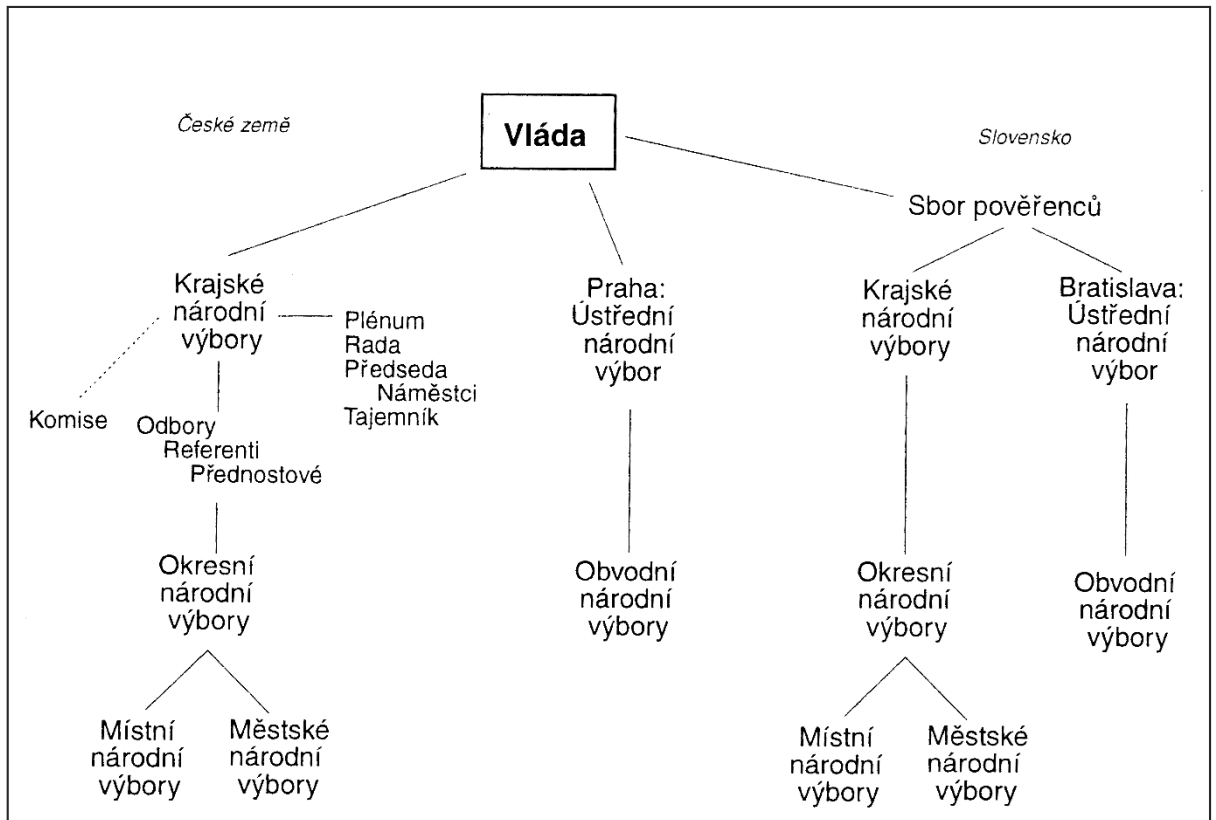 České země
Vláda
Slovensko
Sbor pověřenců
Krajské
národní
výbory
Plénum
Rada
Předseda
Náměstci
Tajemník
Komise
Odbory
Referenti
Přednostové
Okresní
národní
výbory
Místní
národní
výbory
Městské
národní
výbory
Praha:
Ústřední
národní
výbor
Obvodní
národní
výbory
Krajské
národní
výbory
Okresní
národní
výbory
Místní
národní
výbory
Městské
národní
výbory
Bratislava:
Ústřední
národní
výbor
Obvodní
národní
výbory